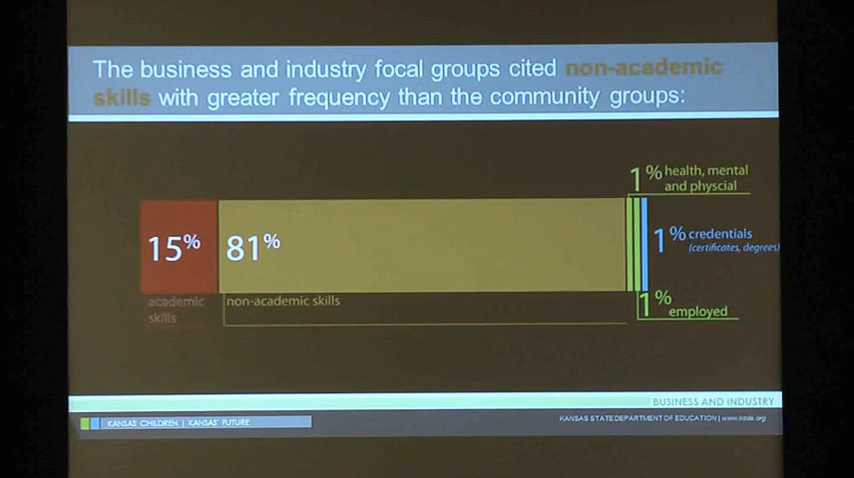 The business and industry focal groups cited non-academic
skills with greater frequency than the community groups:
1% health, mental
and physcial
15%
81%
1% credentials
(certificates, degrees)
academic
skills
non-academic skills
1%
employed
BUSINESS AND INDUSTRY
KANSAS CHILDREN | KANSAS' FUTURE
KANSAS STATE DEPARTMENT OF EDUCATION | www.ksde.org